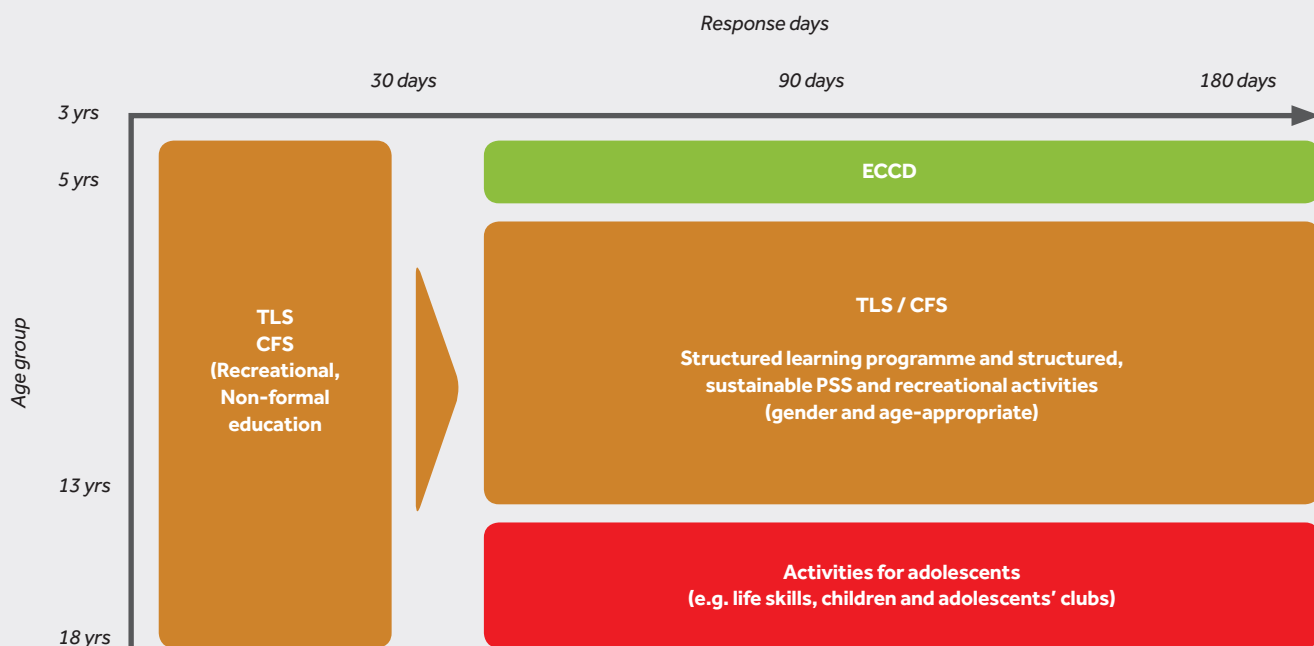 Response days
30 days
90 days
180 days
3 yrs
5 yrs
13 yrs
18 yrs
Age group
TLS
CFS
(Recreational,
Non-formal
education
ECCD
TLS / CFS
Structured learning programme and structured,
sustainable PSS and recreational activities
(gender and age-appropriate)
Activities for adolescents
(e.g. life skills, children and adolescents’ clubs)